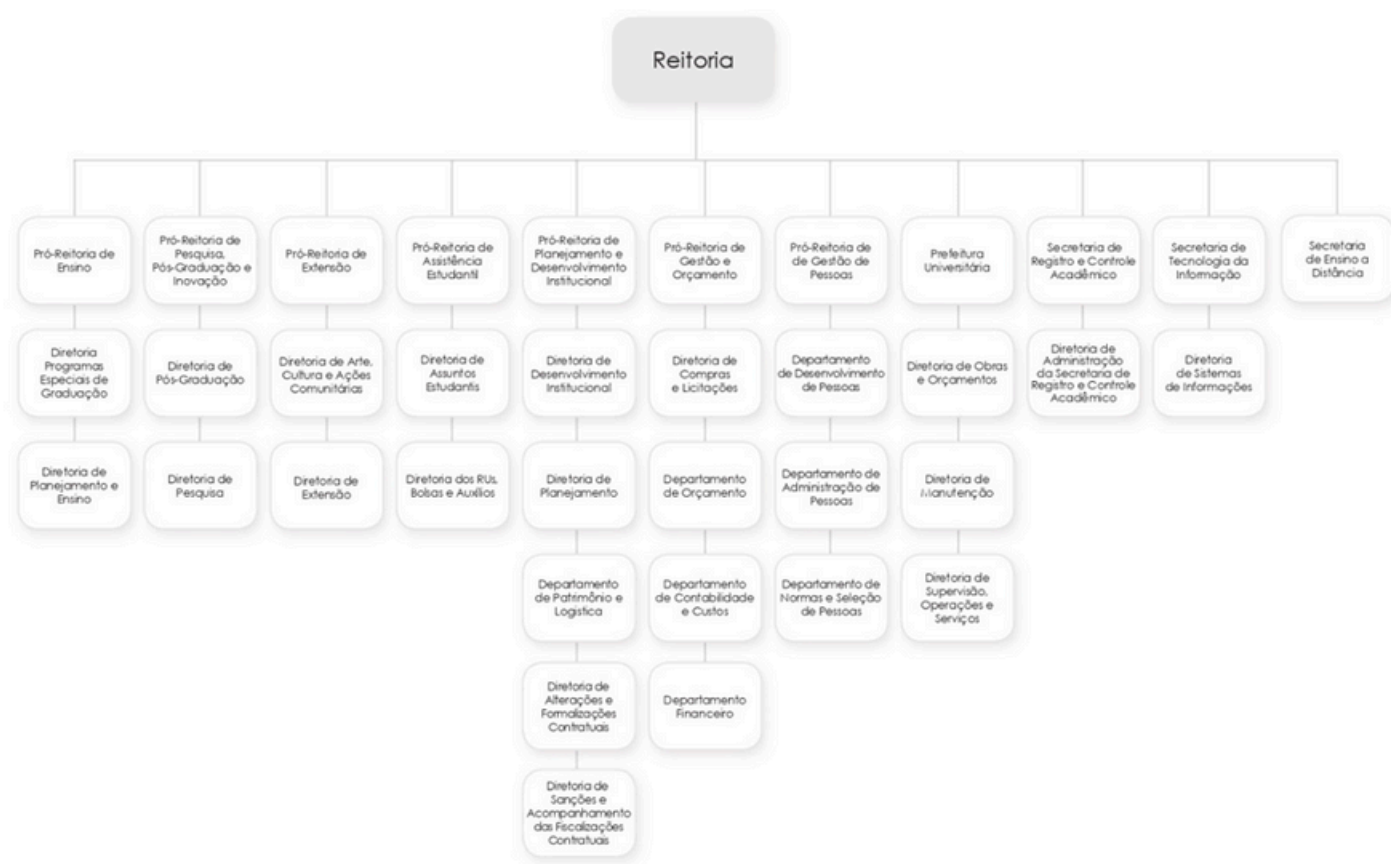 Reitoria
Pró-Reitoria de
Ensino
Pró-Reitoria de
Pesquisa,
Pós-Graduação e
Inovação
Pró-Reitoria
de Extensão
Pró-Reitoria de
Assistência
Estudantil
Pró-Reitoria de
Planejamento e
Desenvolvimento
Institucional
Pró-Reitoria de
Gestão e
Orçamento
Pró-Reitoria
de Gestão de
Pessoas
Prefeitura
Universitária
Secretaria de
Registro e Controle
Acadêmico
Secretaria de
Tecnologia da
Informação
Secretaria
de Ensino a
Distância
Diretoria
Programas
Especiais de
Graduação
Diretoria de
Pós-Graduação
Diretoria de Arte,
Cultura e Ações
Comunitárias
Diretoria de
Assuntos
Estudantis
Diretoria de
Desenvolvimento
Institucional
Diretoria de
Compras
e Licitações
Departamento
de Desenvolvimento
de Pessoas
Diretoria de Obras
e Orçamentos
Diretoria de
Administração
da Secretaria de
Registro e Controle
Acadêmico
Diretoria
de Sistemas
de Informações
Diretoria de
Planejamento e
Ensino
Diretoria de
Pesquisa
Diretoria de
Extensão
Diretoria dos RUs,
Bolsas e Auxílios
Diretoria de
Planejamento
Departamento
de Orçamento
Departamento de
Administração de
Pessoas
Diretoria
de Manutenção
Departamento
de Patrimônio e
Logística
Departamento
de Contabilidade
e Custos
Departamento de
Normas e Seleção
de Pessoas
Diretoria de
Supervisão,
Operações e
Serviços
Diretoria de
Alterações e
Formalizações
Contratuais
Departamento
Financeiro
Diretoria de
Sanções e
Acompanhamento
das Fiscalizações
Contratuais